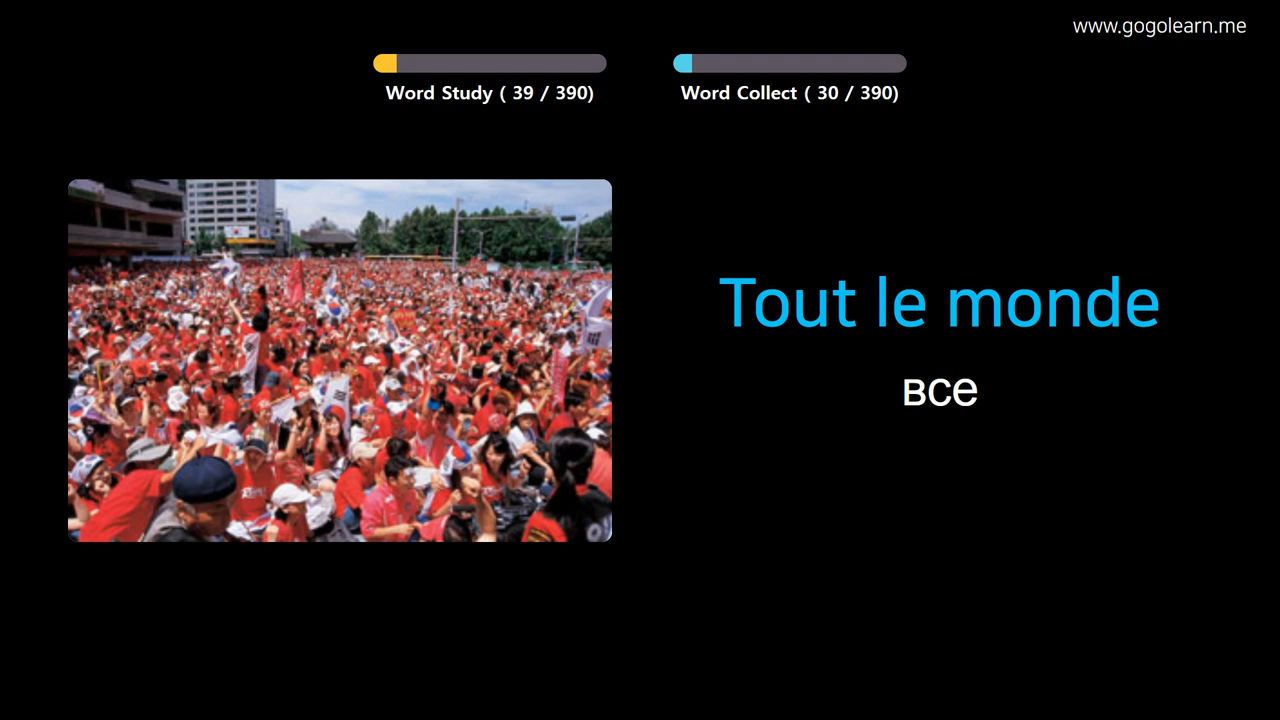 www.gogolearn.me
Word Study ( 39 / 390)
Word Collect ( 30 / 390)
Tout le monde
все